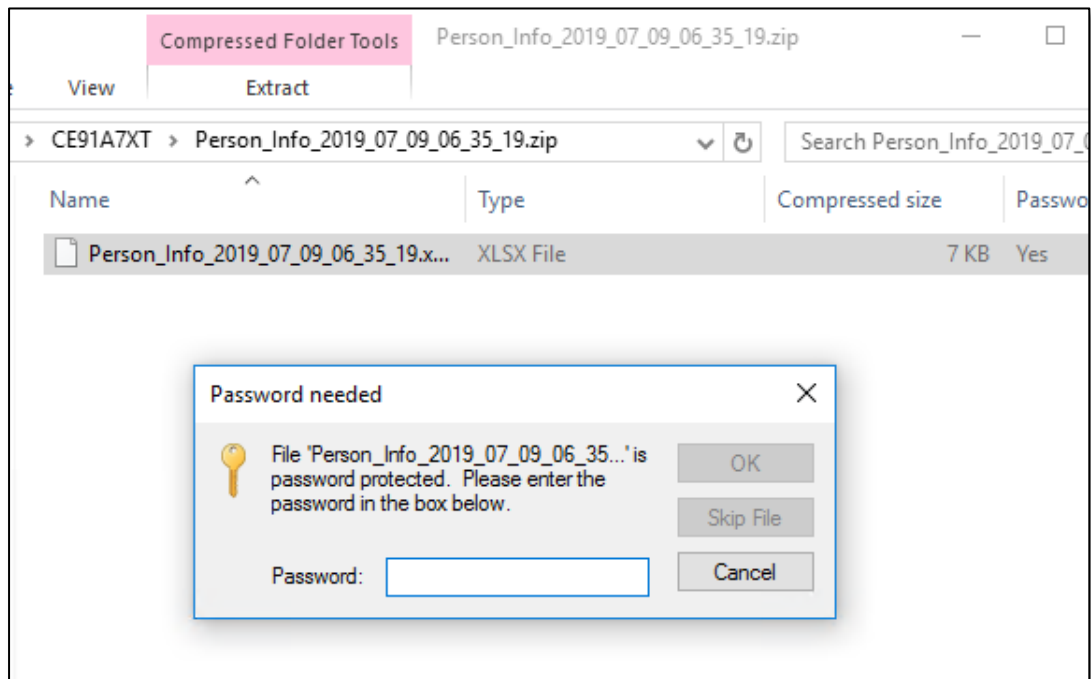 Compressed Folder Tools
Person_Info_2019_07_09_06_35_19.zip
View
Extract
CE91A7XT > Person_Info_2019_07_09_06_35_19.zip
Search Person_Info_2019_07_
Name
Type
Compressed size
Passwo
Person_Info_2019_07_09_06_35_19.x...
XLSX File
7 KB
Yes
Password needed
File 'Person_Info_2019_07_09_06_35...' is
password protected. Please enter the
password in the box below.
OK
Skip File
Password:
Cancel